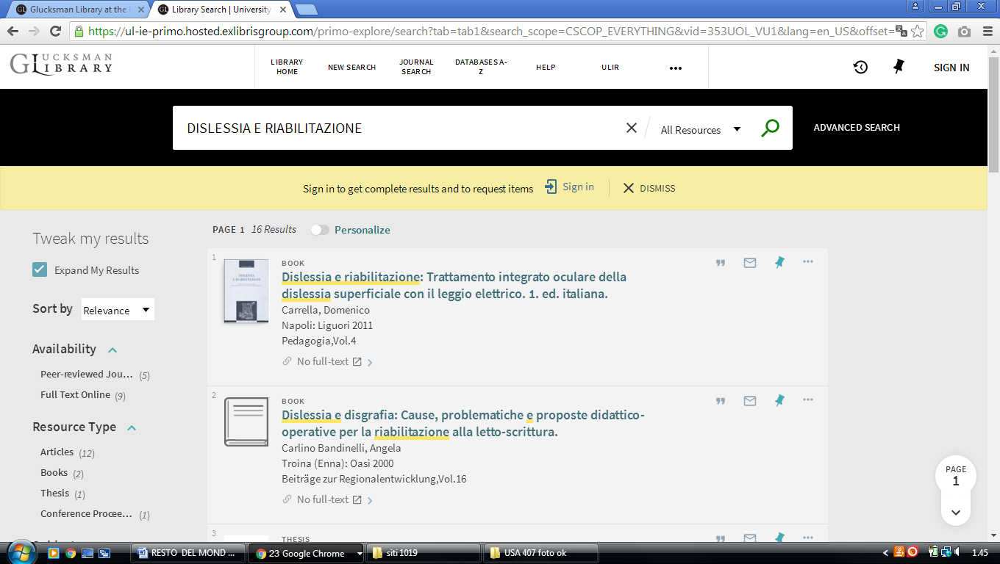 Glucksman Library at the
Library Search | University
https://ul-ie-primo.hosted.exlibrisgroup.com/primo-explore/search?tab=tab1&search_scope=CSCOP_EVERYTHING&vid=353UOL_VU1&lang=en_US&offset=
GLUCKSMAN
LIBRARY
LIBRARY HOME
NEW SEARCH
JOURNAL SEARCH
DATABASES A-Z
HELP
ULIR
SIGN IN
DISLESSIA E RIABILITAZIONE
All Resources
ADVANCED SEARCH
Sign in to get complete results and to request items
Sign in
DISMISS
Tweak my results
Expand My Results
Sort by Relevance
Availability
Peer-reviewed Jou... (5)
Full Text Online (9)
Resource Type
Articles (12)
Books (2)
Thesis (1)
Conference Procee... (1)
PAGE 1 16 Results Personalize
1
DISLESSIA
E RIABILITAZIONE
BOOK
Dislessia e riabilitazione: Trattamento integrato oculare della
dislessia superficiale con il leggio elettrico. 1. ed. italiana.
Carrella, Domenico
Napoli: Liguori 2011
Pedagogia,Vol.4
No full-text
2
BOOK
Dislessia e disgrafia: Cause, problematiche e proposte didattico-
operative per la riabilitazione alla letto-scrittura.
Carlino Bandinelli, Angela
Troina (Enna): Oasi 2000
Beiträge zur Regionalentwicklung,Vol.16
No full-text
3
THESIS
PAGE
1
RESTO DEL MOND ...
23 Google Chrome
siti 1019
USA 407 foto ok
1.45